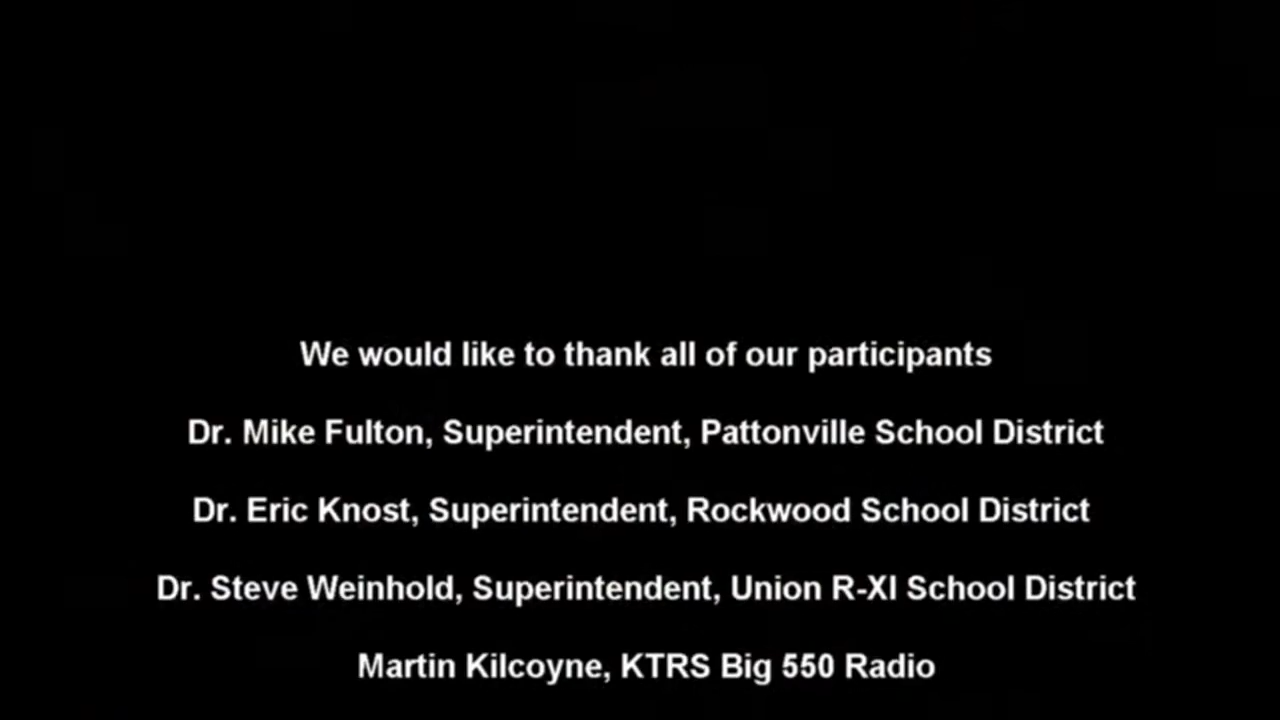 We would like to thank all of our participants
Dr. Mike Fulton, Superintendent, Pattonville School District
Dr. Eric Knost, Superintendent, Rockwood School District
Dr. Steve Weinhold, Superintendent, Union R-XI School District
Martin Kilcoyne, KTRS Big 550 Radio